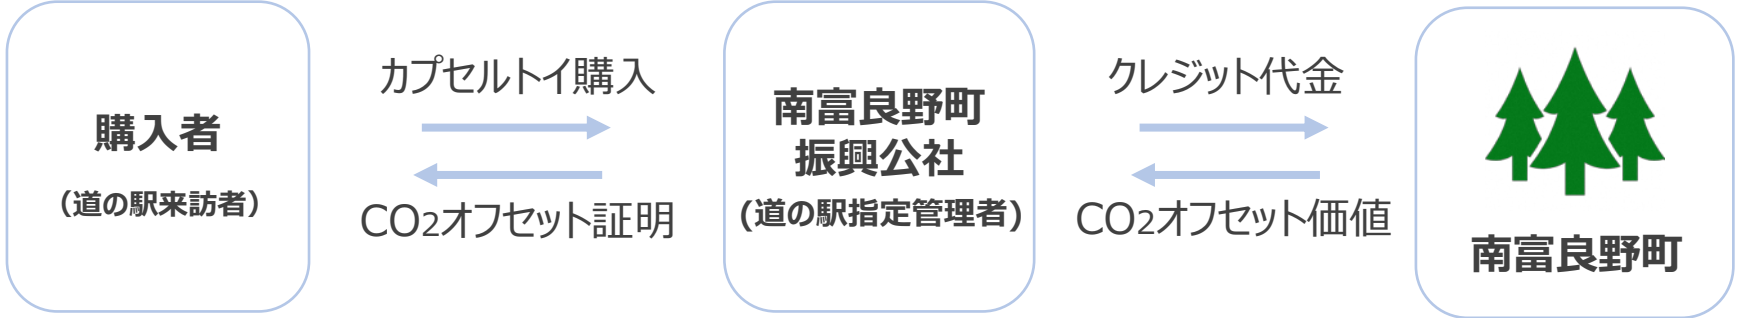 購入者
（道の駅来訪者）
カプセルトイ購入
CO2オフセット証明
南富良野町
振興公社
(道の駅指定管理者)
クレジット代金
CO2オフセット価値
南富良野町